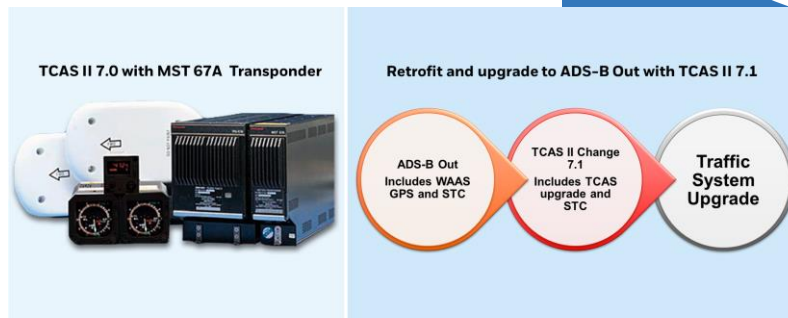 TCAS II 7.0 with MST 67A Transponder
Retrofit and upgrade to ADS-B Out with TCAS II 7.1
ADS-B Out
Includes WAAS
GPS and STC
TCAS II Change
7.1
Includes TCAS
upgrade and
STC
Traffic
System
Upgrade